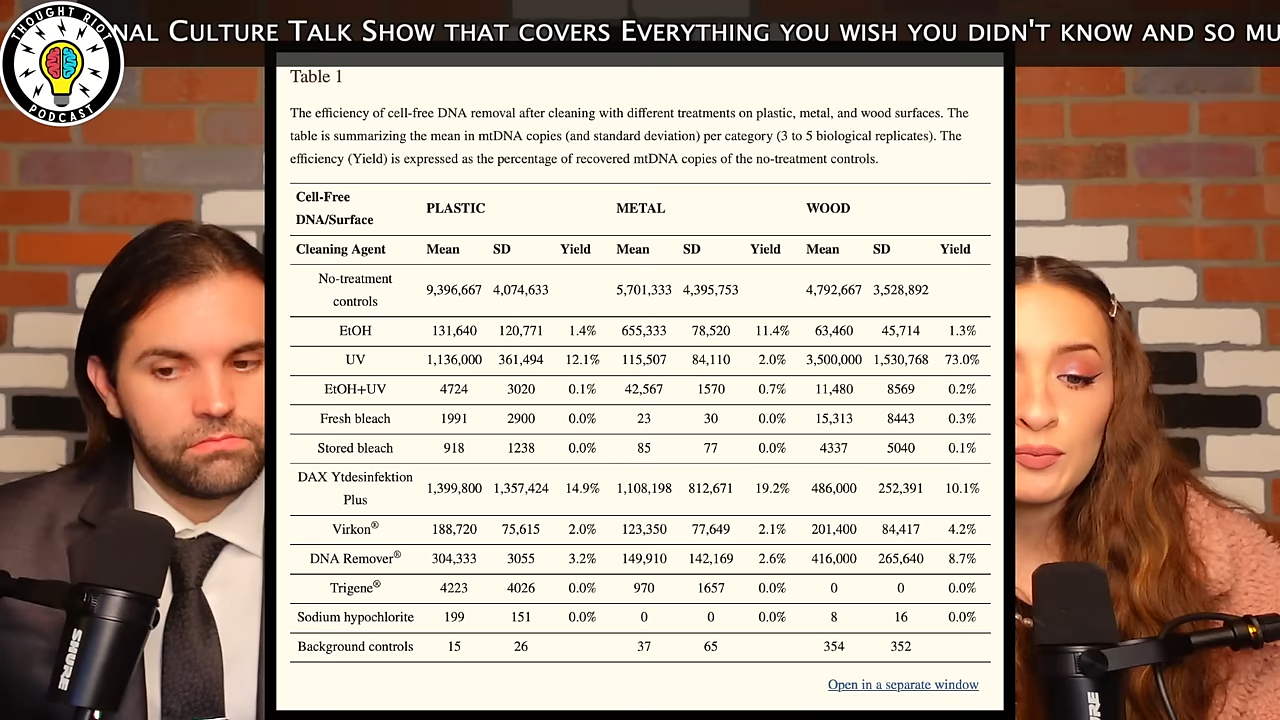 THOUGHT RIOT
PODCAST
NAL CULTURE TALK SHOW THAT COVERS EVERYTHING YOU WISH YOU DIDN'T KNOW AND SO MU
Table 1
The efficiency of cell-free DNA removal after cleaning with different treatments on plastic, metal, and wood surfaces. The
table is summarizing the mean in mtDNA copies (and standard deviation) per category (3 to 5 biological replicates). The
efficiency (Yield) is expressed as the percentage of recovered mtDNA copies of the no-treatment controls.
Cell-Free
DNA/Surface PLASTIC METAL WOOD
Cleaning Agent Mean SD Yield Mean SD Yield Mean SD Yield
No-treatment
controls 9,396,667 4,074,633 5,701,333 4,395,753 4,792,667 3,528,892
EtOH 131,640 120,771 1.4% 655,333 78,520 11.4% 63,460 45,714 1.3%
UV 1,136,000 361,494 12.1% 115,507 84,110 2.0% 3,500,000 1,530,768 73.0%
EtOH+UV 4724 3020 0.1% 42,567 1570 0.7% 11,480 8569 0.2%
Fresh bleach 1991 2900 0.0% 23 30 0.0% 15,313 8443 0.3%
Stored bleach 918 1238 0.0% 85 77 0.0% 4337 5040 0.1%
DAX Ytdesinfektion
Plus 1,399,800 1,357,424 14.9% 1,108,198 812,671 19.2% 486,000 252,391 10.1%
Virkon® 188,720 75,615 2.0% 123,350 77,649 2.1% 201,400 84,417 4.2%
DNA Remover® 304,333 3055 3.2% 149,910 142,169 2.6% 416,000 265,640 8.7%
Trigene® 4223 4026 0.0% 970 1657 0.0% 0 0 0.0%
Sodium hypochlorite 199 151 0.0% 0 0 0.0% 8 16 0.0%
Background controls 15 26 37 65 354 352
Open in a separate window
SHURE
RE